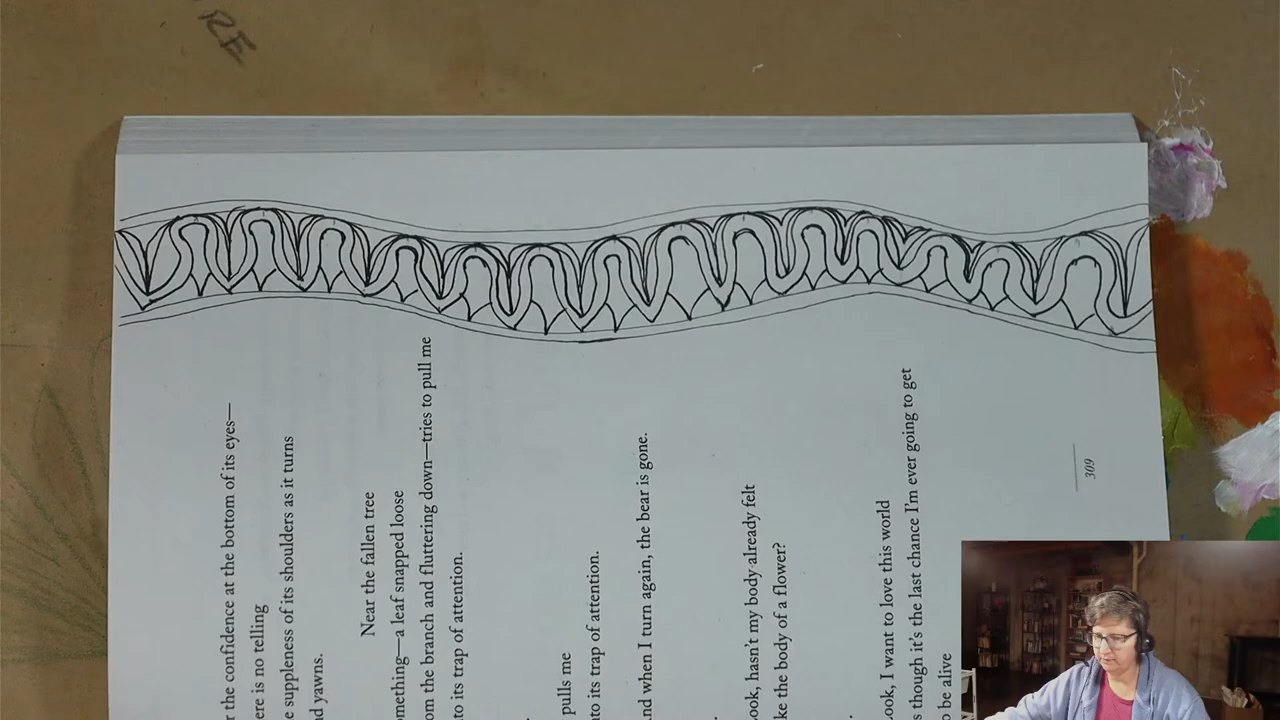 RE
r the confidence at the bottom of its eyes—
ere is no telling
e suppleness of its shoulders as it turns
nd yawns.
Near the fallen tree
omething—a leaf snapped loose
om the branch and fluttering down—tries to pull me
to its trap of attention.
pulls me
to its trap of attention.
nd when I turn again, the bear is gone.
ook, hasn't my body already felt
ke the body of a flower?
ook, I want to love this world
s though it's the last chance I'm ever going to get
o be alive
309